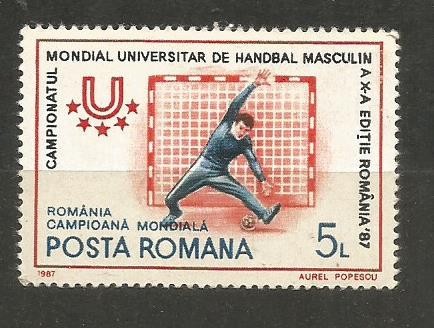 CAMPIONATUL
MONDIAL UNIVERSITAR DE HANDBAL MASCULIN
A X-A EDIȚIE ROMÂNIA'87
U
ROMÂNIA
CAMPIOANĂ MONDIALĂ
POSTA ROMANA
5L
1987
AUREL POPESCU